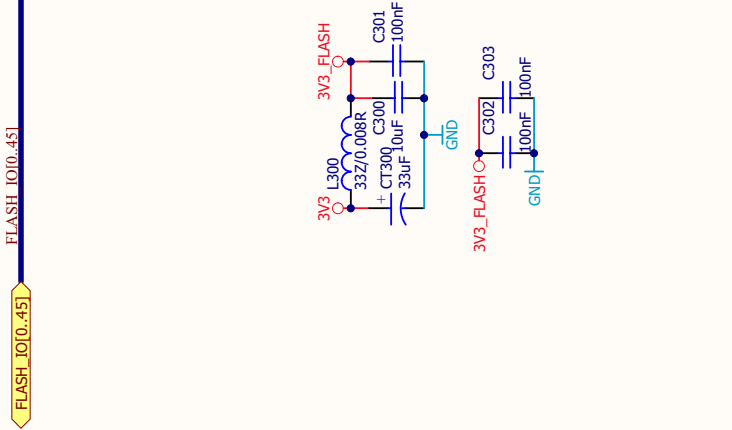 FLASH_IO[0..45]
FLASH_IO[0..45]
3V3_FLASH
C301
100nF
C300
10uF
L300
33Z/0.008R
3V3
CT300
33uF
+
GND
C303
100nF
C302
100nF
3V3_FLASH
GND